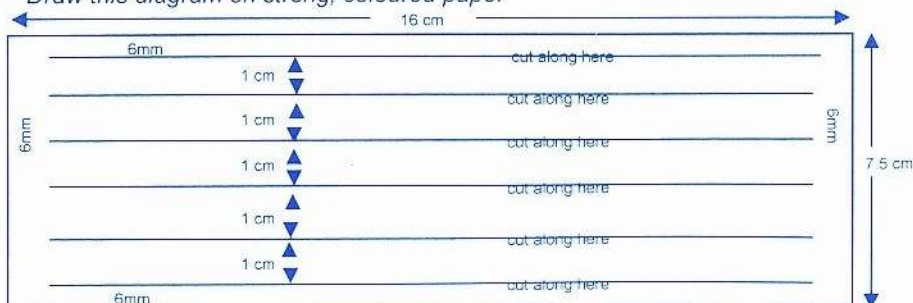 Draw this diagram on strong, coloured paper
16 cm
6mm
cut along here
1 cm
cut along here
1 cm
6mm
6mm
cut along here
1 cm
7.5 cm
cut along here
1 cm
cut along here
1 cm
cut along here
6mm